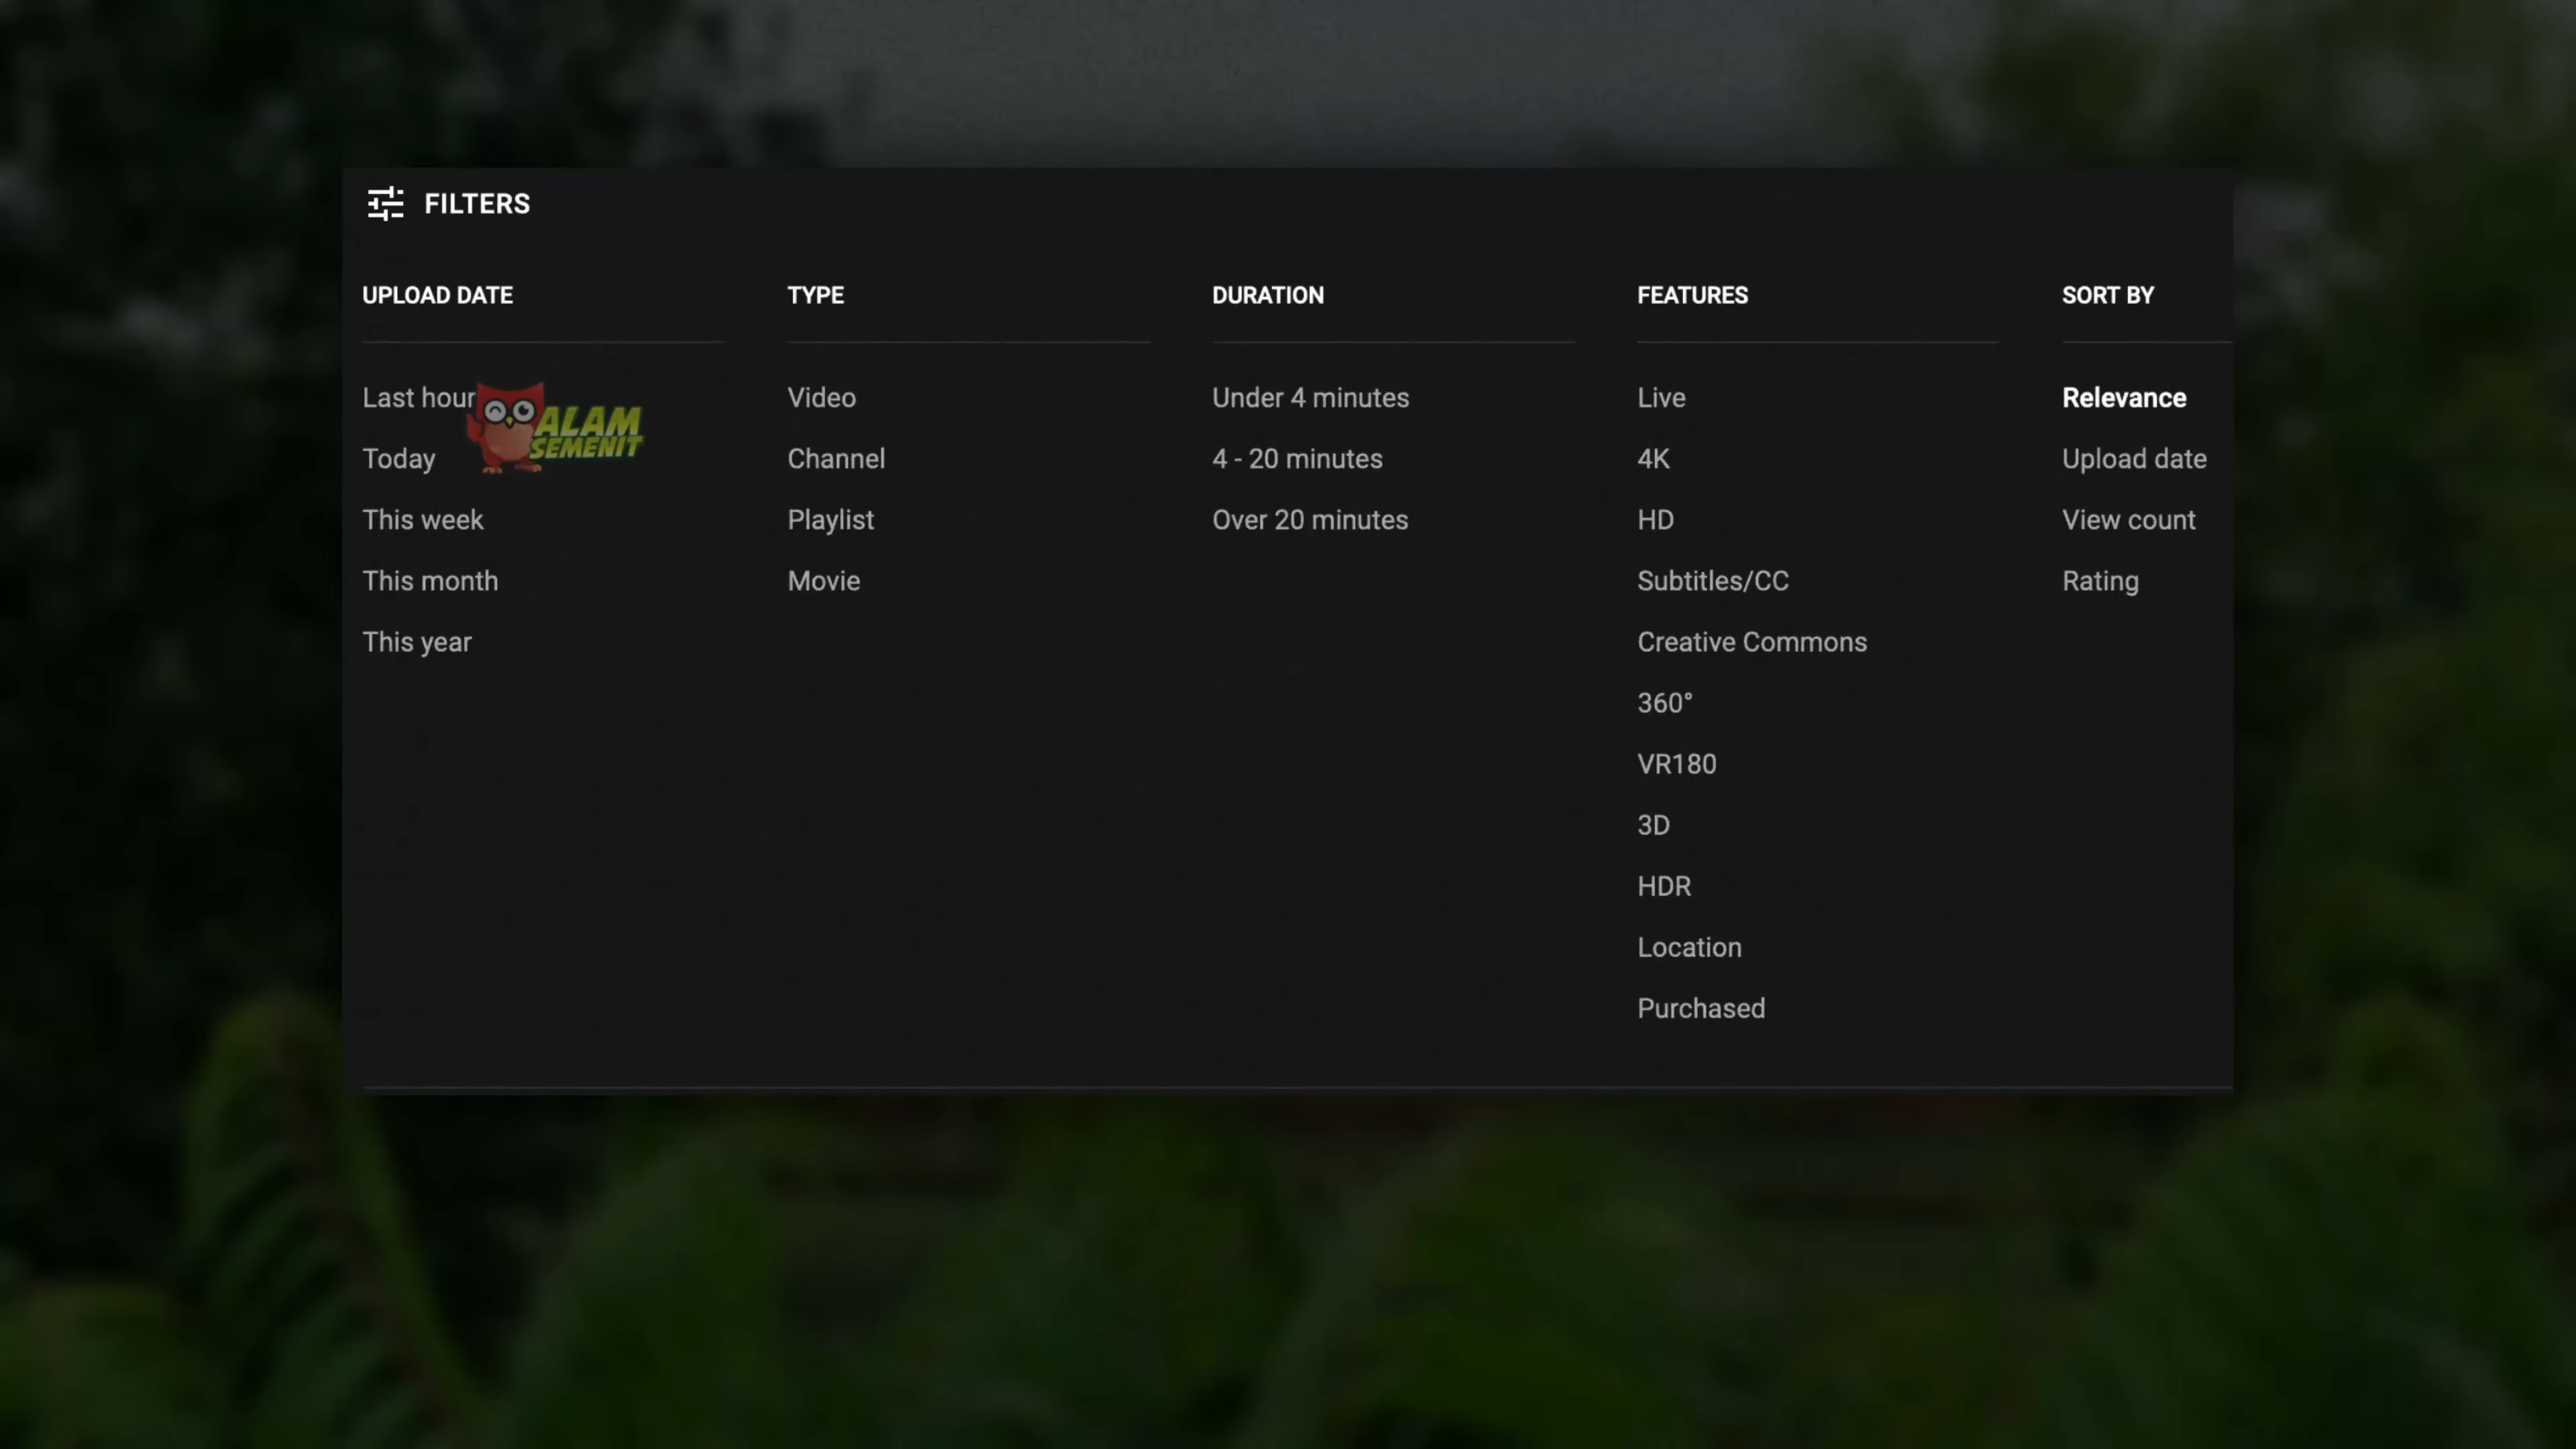 FILTERS
UPLOAD DATE
Last hour
Today
This week
This month
This year
ALAM
SEMENIT
TYPE
Video
Channel
Playlist
Movie
DURATION
Under 4 minutes
4 - 20 minutes
Over 20 minutes
FEATURES
Live
4K
HD
Subtitles/CC
Creative Commons
360°
VR180
3D
HDR
Location
Purchased
SORT BY
Relevance
Upload date
View count
Rating